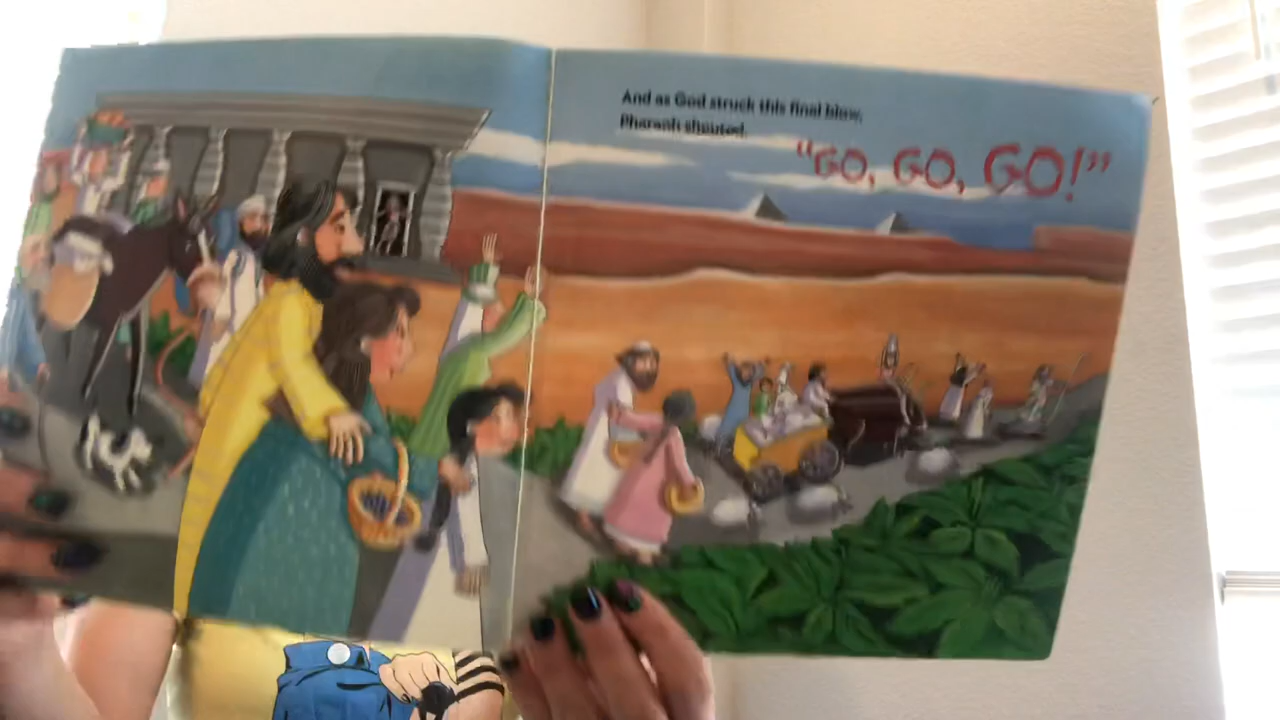 And as God struck this final blow,
Pharaoh shouted,
"GO, GO, GO!"